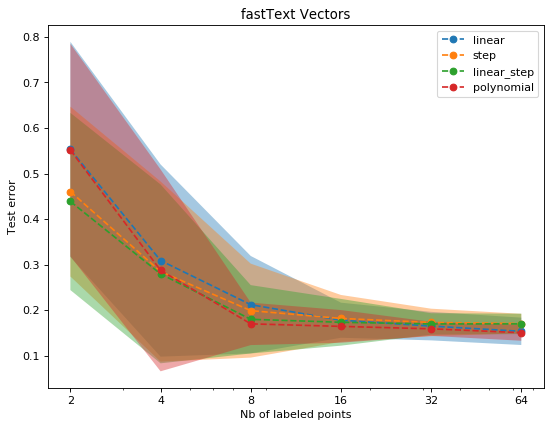 fastText Vectors
linear
step
linear_step
polynomial
Test error
0.8
0.7
0.6
0.5
0.4
0.3
0.2
0.1
2 4 8 16 32 64
Nb of labeled points